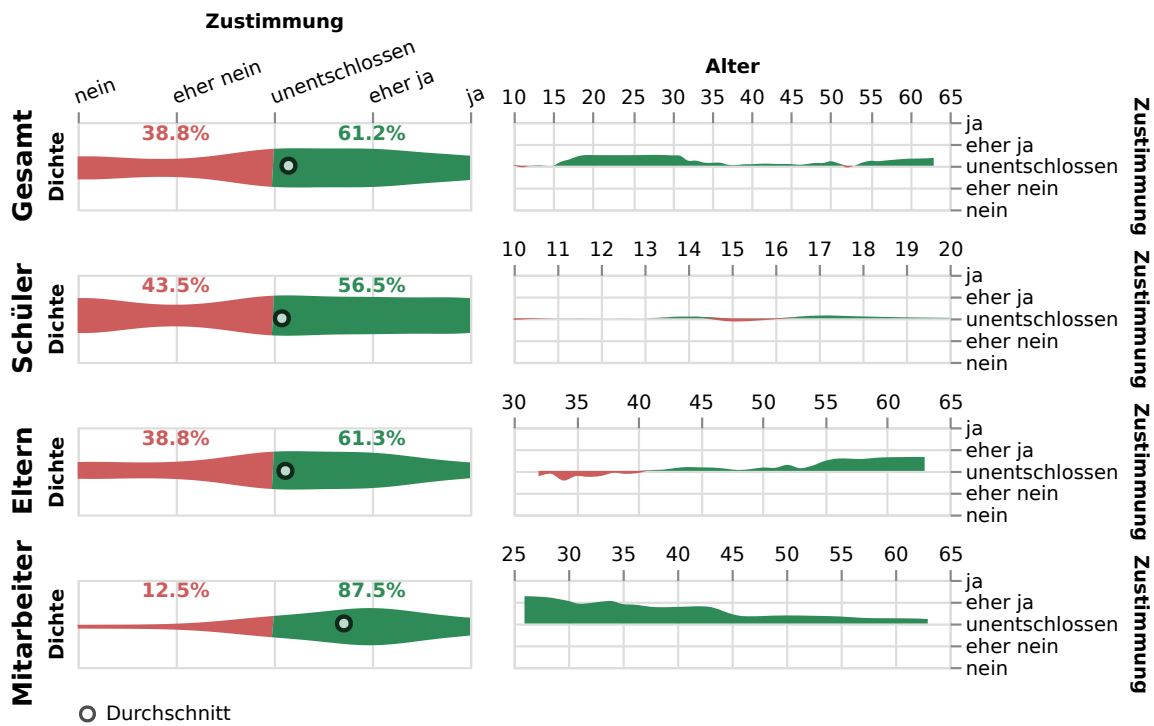 Zustimmung
nein
eher nein
unentschlossen
eher ja
ja
Alter
Gesamt
Dichte
38.8%
61.2%
10 15 20 25 30 35 40 45 50 55 60 65
ja
eher ja
unentschlossen
eher nein
nein
Zustimmung
Schüler
Dichte
43.5%
56.5%
10 11 12 13 14 15 16 17 18 19 20
ja
eher ja
unentschlossen
eher nein
nein
Zustimmung
Eltern
Dichte
38.8%
61.3%
30 35 40 45 50 55 60 65
ja
eher ja
unentschlossen
eher nein
nein
Zustimmung
Mitarbeiter
Dichte
12.5%
87.5%
26 30 35 40 45 50 55 60 65
ja
eher ja
unentschlossen
eher nein
nein
Zustimmung
Durchschnitt